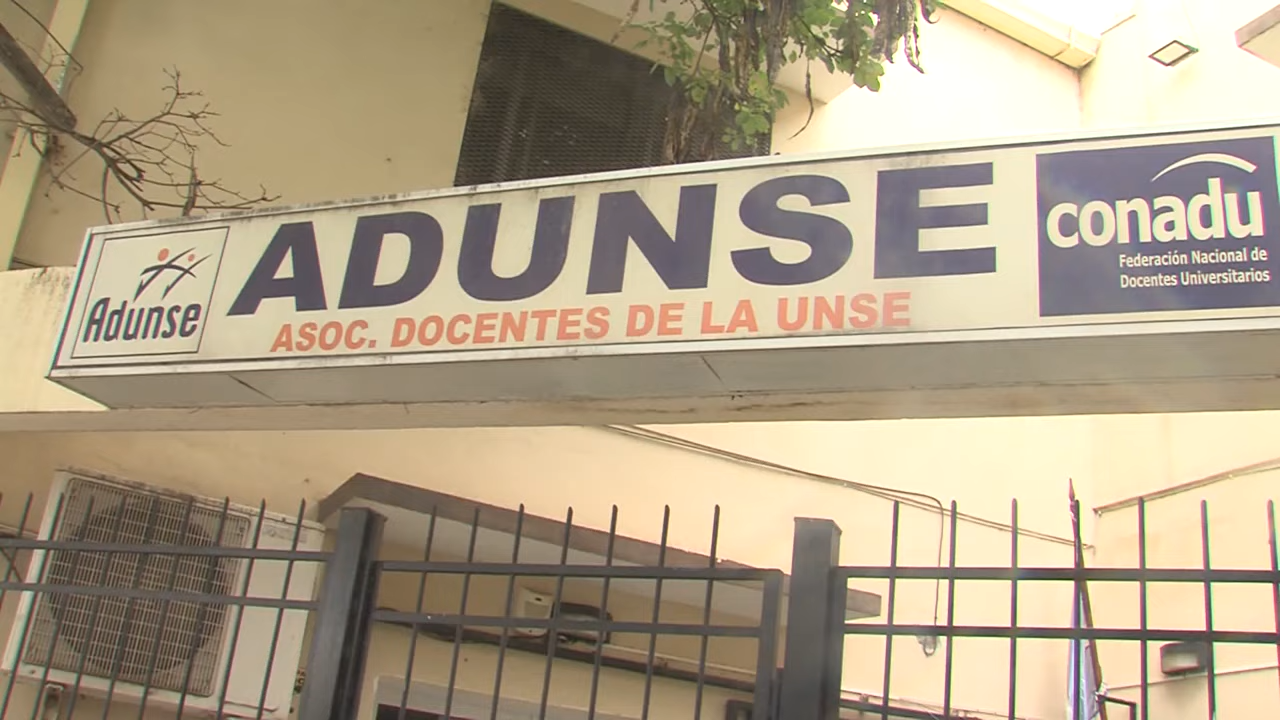 Adunse
ADUNSE
ASOC. DOCENTES DE LA UNSE
conadu
Federación Nacional de
Docentes Universitarios